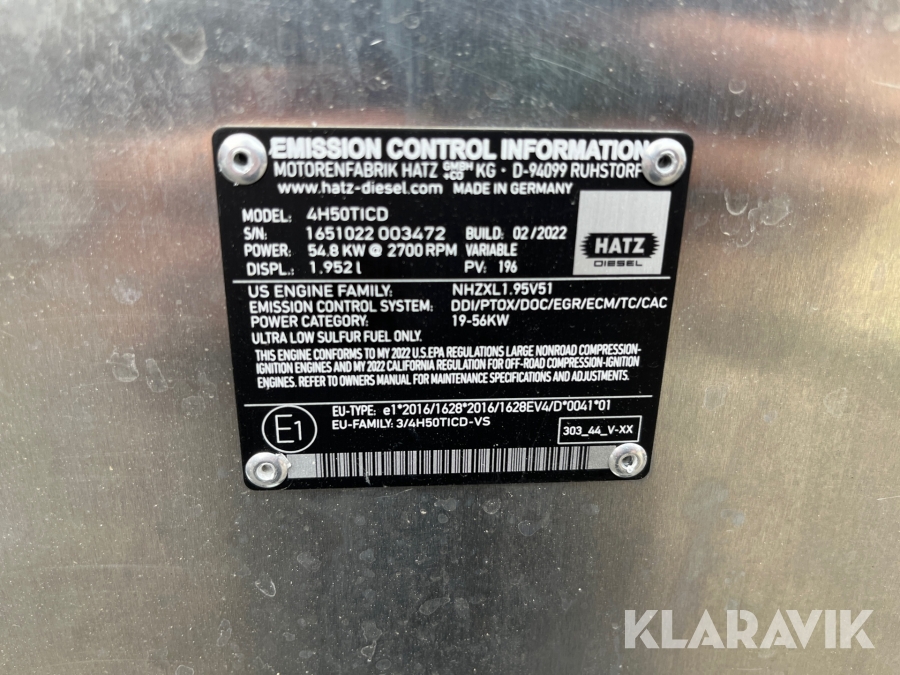 EMISSION CONTROL INFORMATION
MOTORENFABRIK HATZ GMBH +CO KG · D-94099 RUHSTORF
www.hatz-diesel.com MADE IN GERMANY
MODEL: 4H50TICD
S/N: 1651022 003472 BUILD: 02/2022
POWER: 54.8 KW @ 2700 RPM VARIABLE
DISPL.: 1.952 l PV: 196
HATZ
DIESEL
US ENGINE FAMILY: NHZXL1.95V51
EMISSION CONTROL SYSTEM: DDI/PTOX/DOC/EGR/ECM/TC/CAC
POWER CATEGORY: 19-56KW
ULTRA LOW SULFUR FUEL ONLY.
THIS ENGINE CONFORMS TO MY 2022 U.S.EPA REGULATIONS LARGE NONROAD COMPRESSION-
IGNITION ENGINES AND MY 2022 CALIFORNIA REGULATION FOR OFF-ROAD COMPRESSION-IGNITION
ENGINES. REFER TO OWNERS MANUAL FOR MAINTENANCE SPECIFICATIONS AND ADJUSTMENTS.
E1
EU-TYPE: e1*2016/1628*2016/1628EV4/D*0041*01
EU-FAMILY: 3/4H50TICD-VS
303_44_V-XX
KLARAVIK